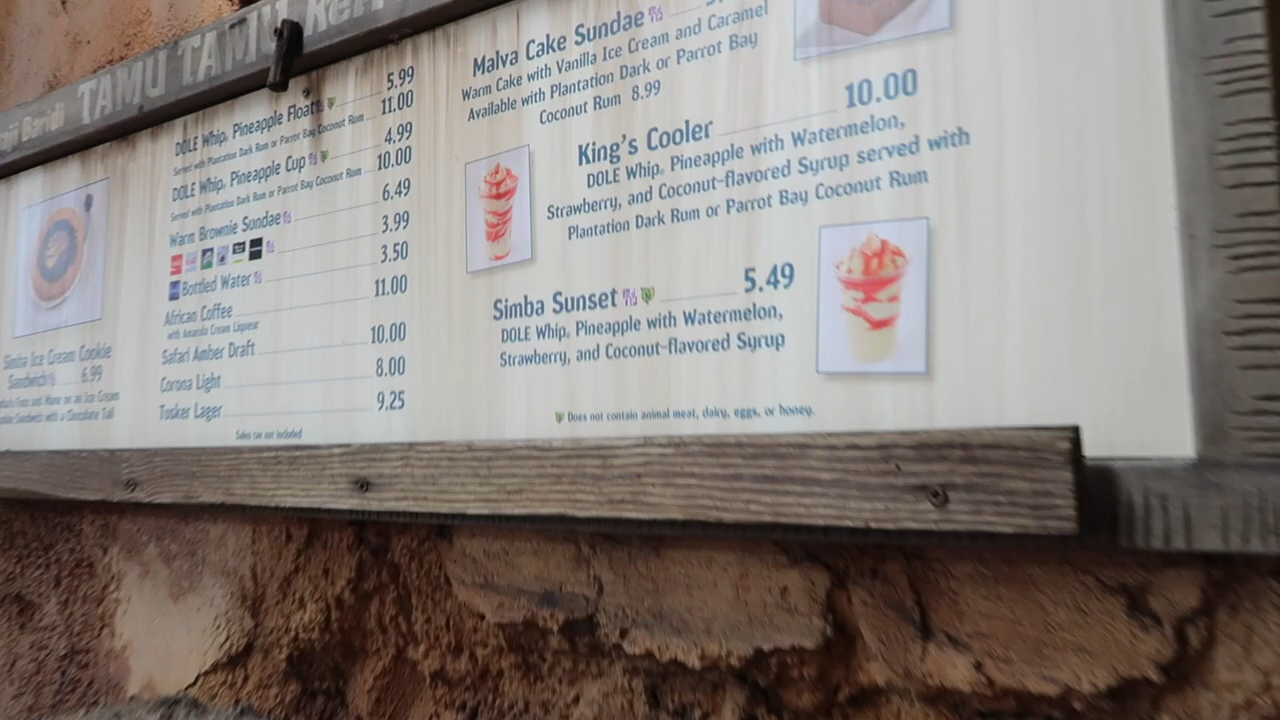 TAMU TAMU
Simba Ice Cream Cookie
Sandwich 6.99
DOLE Whip® Pineapple Float 5.99
Served with Plantation Dark Rum or Parrot Bay Coconut Rum 11.00
DOLE Whip® Pineapple Cup 4.99
Served with Plantation Dark Rum or Parrot Bay Coconut Rum 10.00
Warm Brownie Sundae 6.49
3.99
Bottled Water 3.50
African Coffee 11.00
with Amarula Cream Liqueur
Safari Amber Draft 10.00
Corona Light 8.00
Tusker Lager 9.25
Sales tax not included
Malva Cake Sundae
Warm Cake with Vanilla Ice Cream and Caramel
Available with Plantation Dark or Parrot Bay
Coconut Rum 8.99
King's Cooler 10.00
DOLE Whip® Pineapple with Watermelon,
Strawberry, and Coconut-flavored Syrup served with
Plantation Dark Rum or Parrot Bay Coconut Rum
Simba Sunset 5.49
DOLE Whip® Pineapple with Watermelon,
Strawberry, and Coconut-flavored Syrup
Does not contain animal meat, dairy, eggs, or honey.